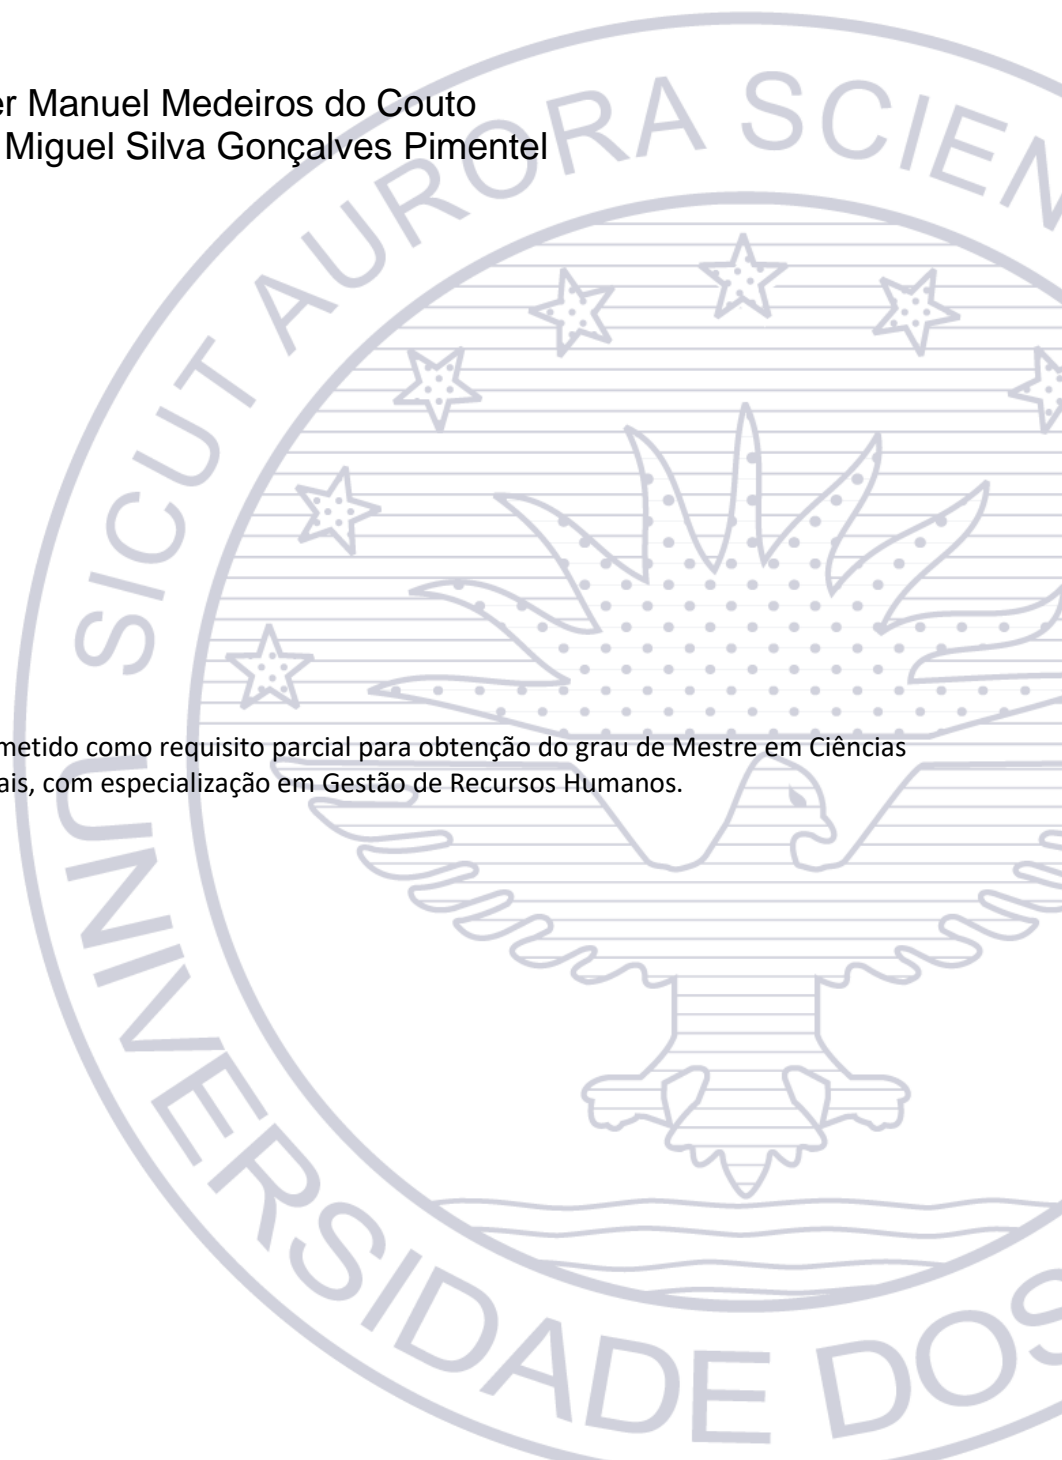 er Manuel Medeiros do Couto
Miguel Silva Gonçalves Pimentel
metido como requisito parcial para obtenção do grau de Mestre em Ciências
ais, com especialização em Gestão de Recursos Humanos.
SICUT AURORA SCIEN
UNIVERSIDADE DOS